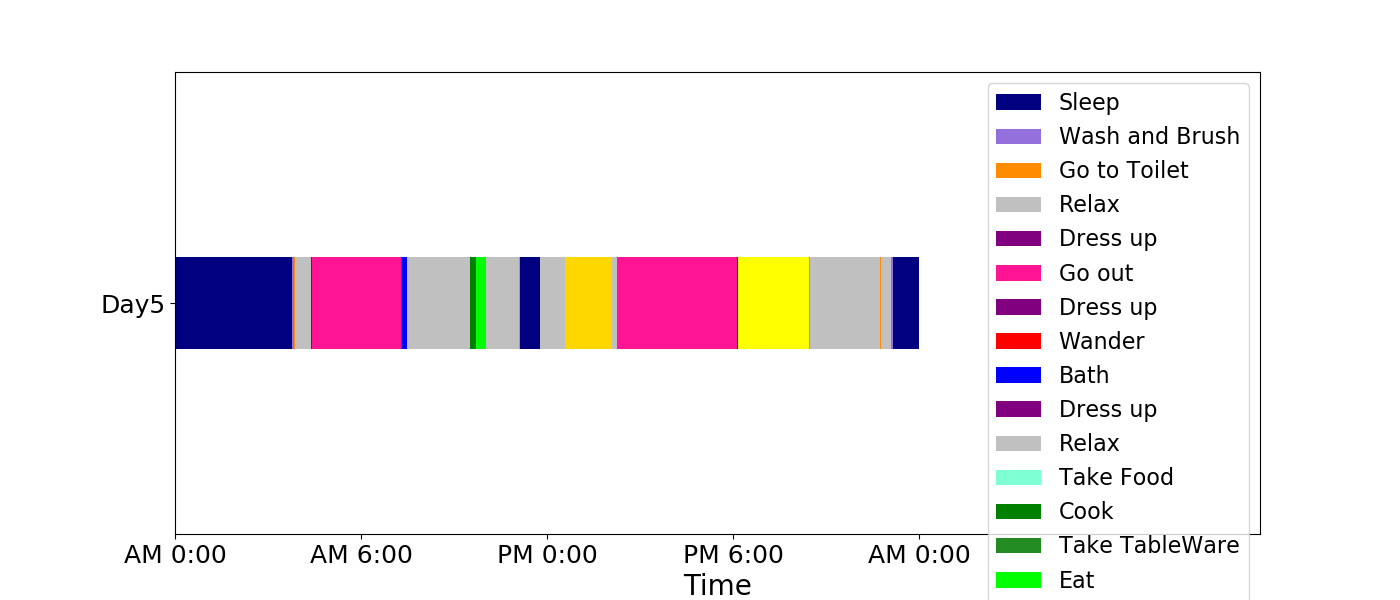 Day5
AM 0:00 AM 6:00 PM 0:00 PM 6:00 AM 0:00
Time
Sleep
Wash and Brush
Go to Toilet
Relax
Dress up
Go out
Dress up
Wander
Bath
Dress up
Relax
Take Food
Cook
Take TableWare
Eat